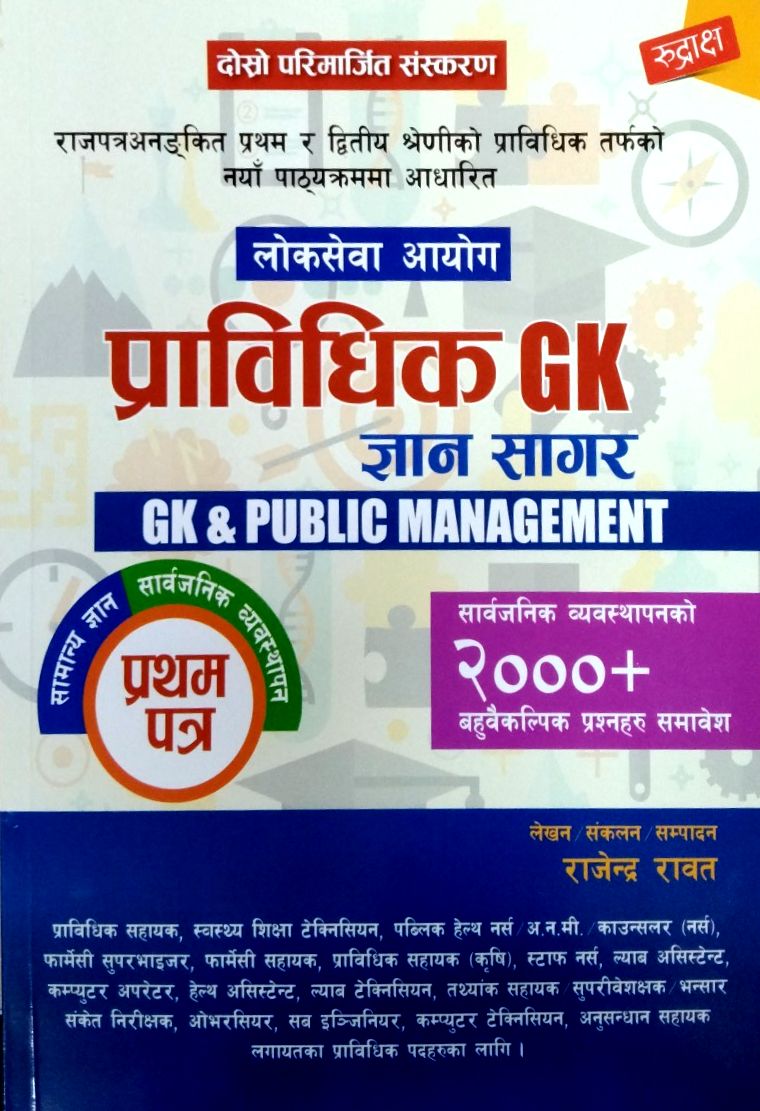 रुद्राक्ष
दोस्रो परिमार्जित संस्करण
राजपत्रअनङ्कित प्रथम र द्वितीय श्रेणीको प्राविधिक तर्फको
नयाँ पाठ्यक्रममा आधारित
लोकसेवा आयोग
प्राविधिक GK
ज्ञान सागर
GK & PUBLIC MANAGEMENT
सामान्य ज्ञान
सार्वजनिक व्यवस्थापन
प्रथम
पत्र
सार्वजनिक व्यवस्थापनको
२०००+
बहुवैकल्पिक प्रश्नहरु समावेश
लेखन/संकलन/सम्पादन
राजेन्द्र रावत
प्राविधिक सहायक, स्वस्थ्य शिक्षा टेक्निसियन, पब्लिक हेल्थ नर्स/अ.न.मी./काउन्सलर (नर्स),
फार्मेसी सुपरभाइजर, फार्मेसी सहायक, प्राविधिक सहायक (कृषि), स्टाफ नर्स, ल्याब असिस्टेन्ट,
कम्प्युटर अपरेटर, हेल्थ असिस्टेन्ट, ल्याब टेक्निसियन, तथ्यांक सहायक/सुपरीवेशक्षक/भन्सार
संकेत निरीक्षक, ओभरसियर, सब इञ्जिनियर, कम्प्युटर टेक्निसियन, अनुसन्धान सहायक
लगायतका प्राविधिक पदहरुका लागि ।